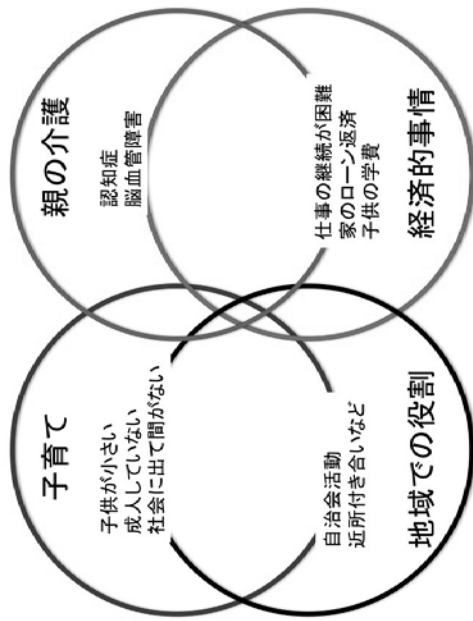 子育て
子供が小さい
成人していない
社会に出て間がない
親の介護
認知症
脳血管障害
地域での役割
自治会活動
近所付き合いなど
仕事の継続が困難
家のローン返済
子供の学費
経済的事情